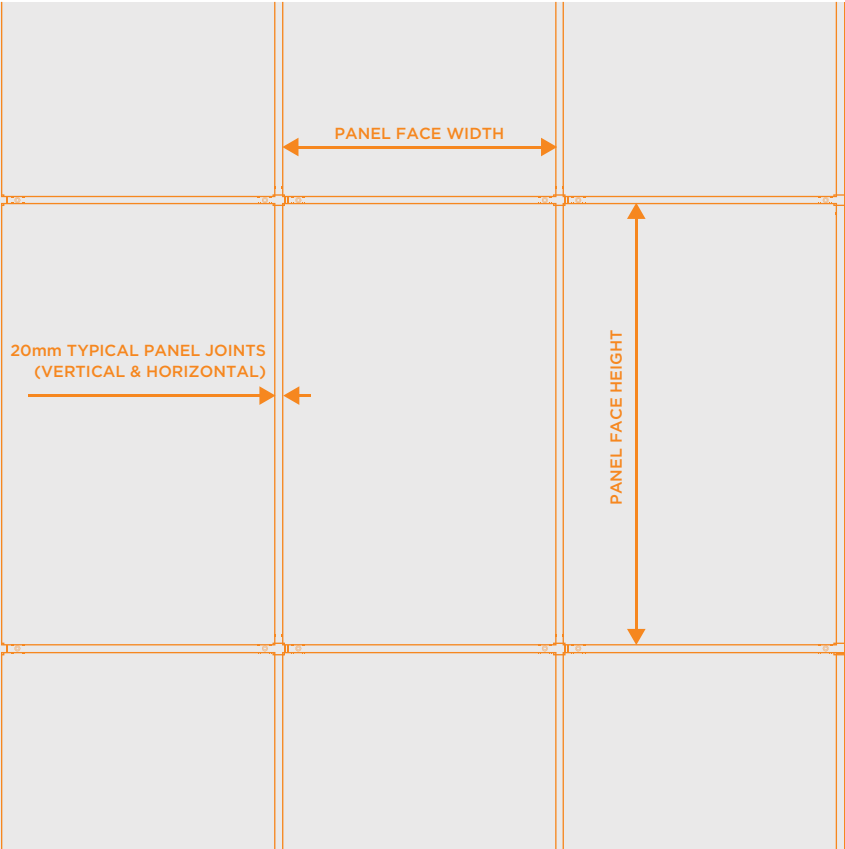 PANEL FACE WIDTH
20mm TYPICAL PANEL JOINTS
(VERTICAL & HORIZONTAL)
PANEL FACE HEIGHT